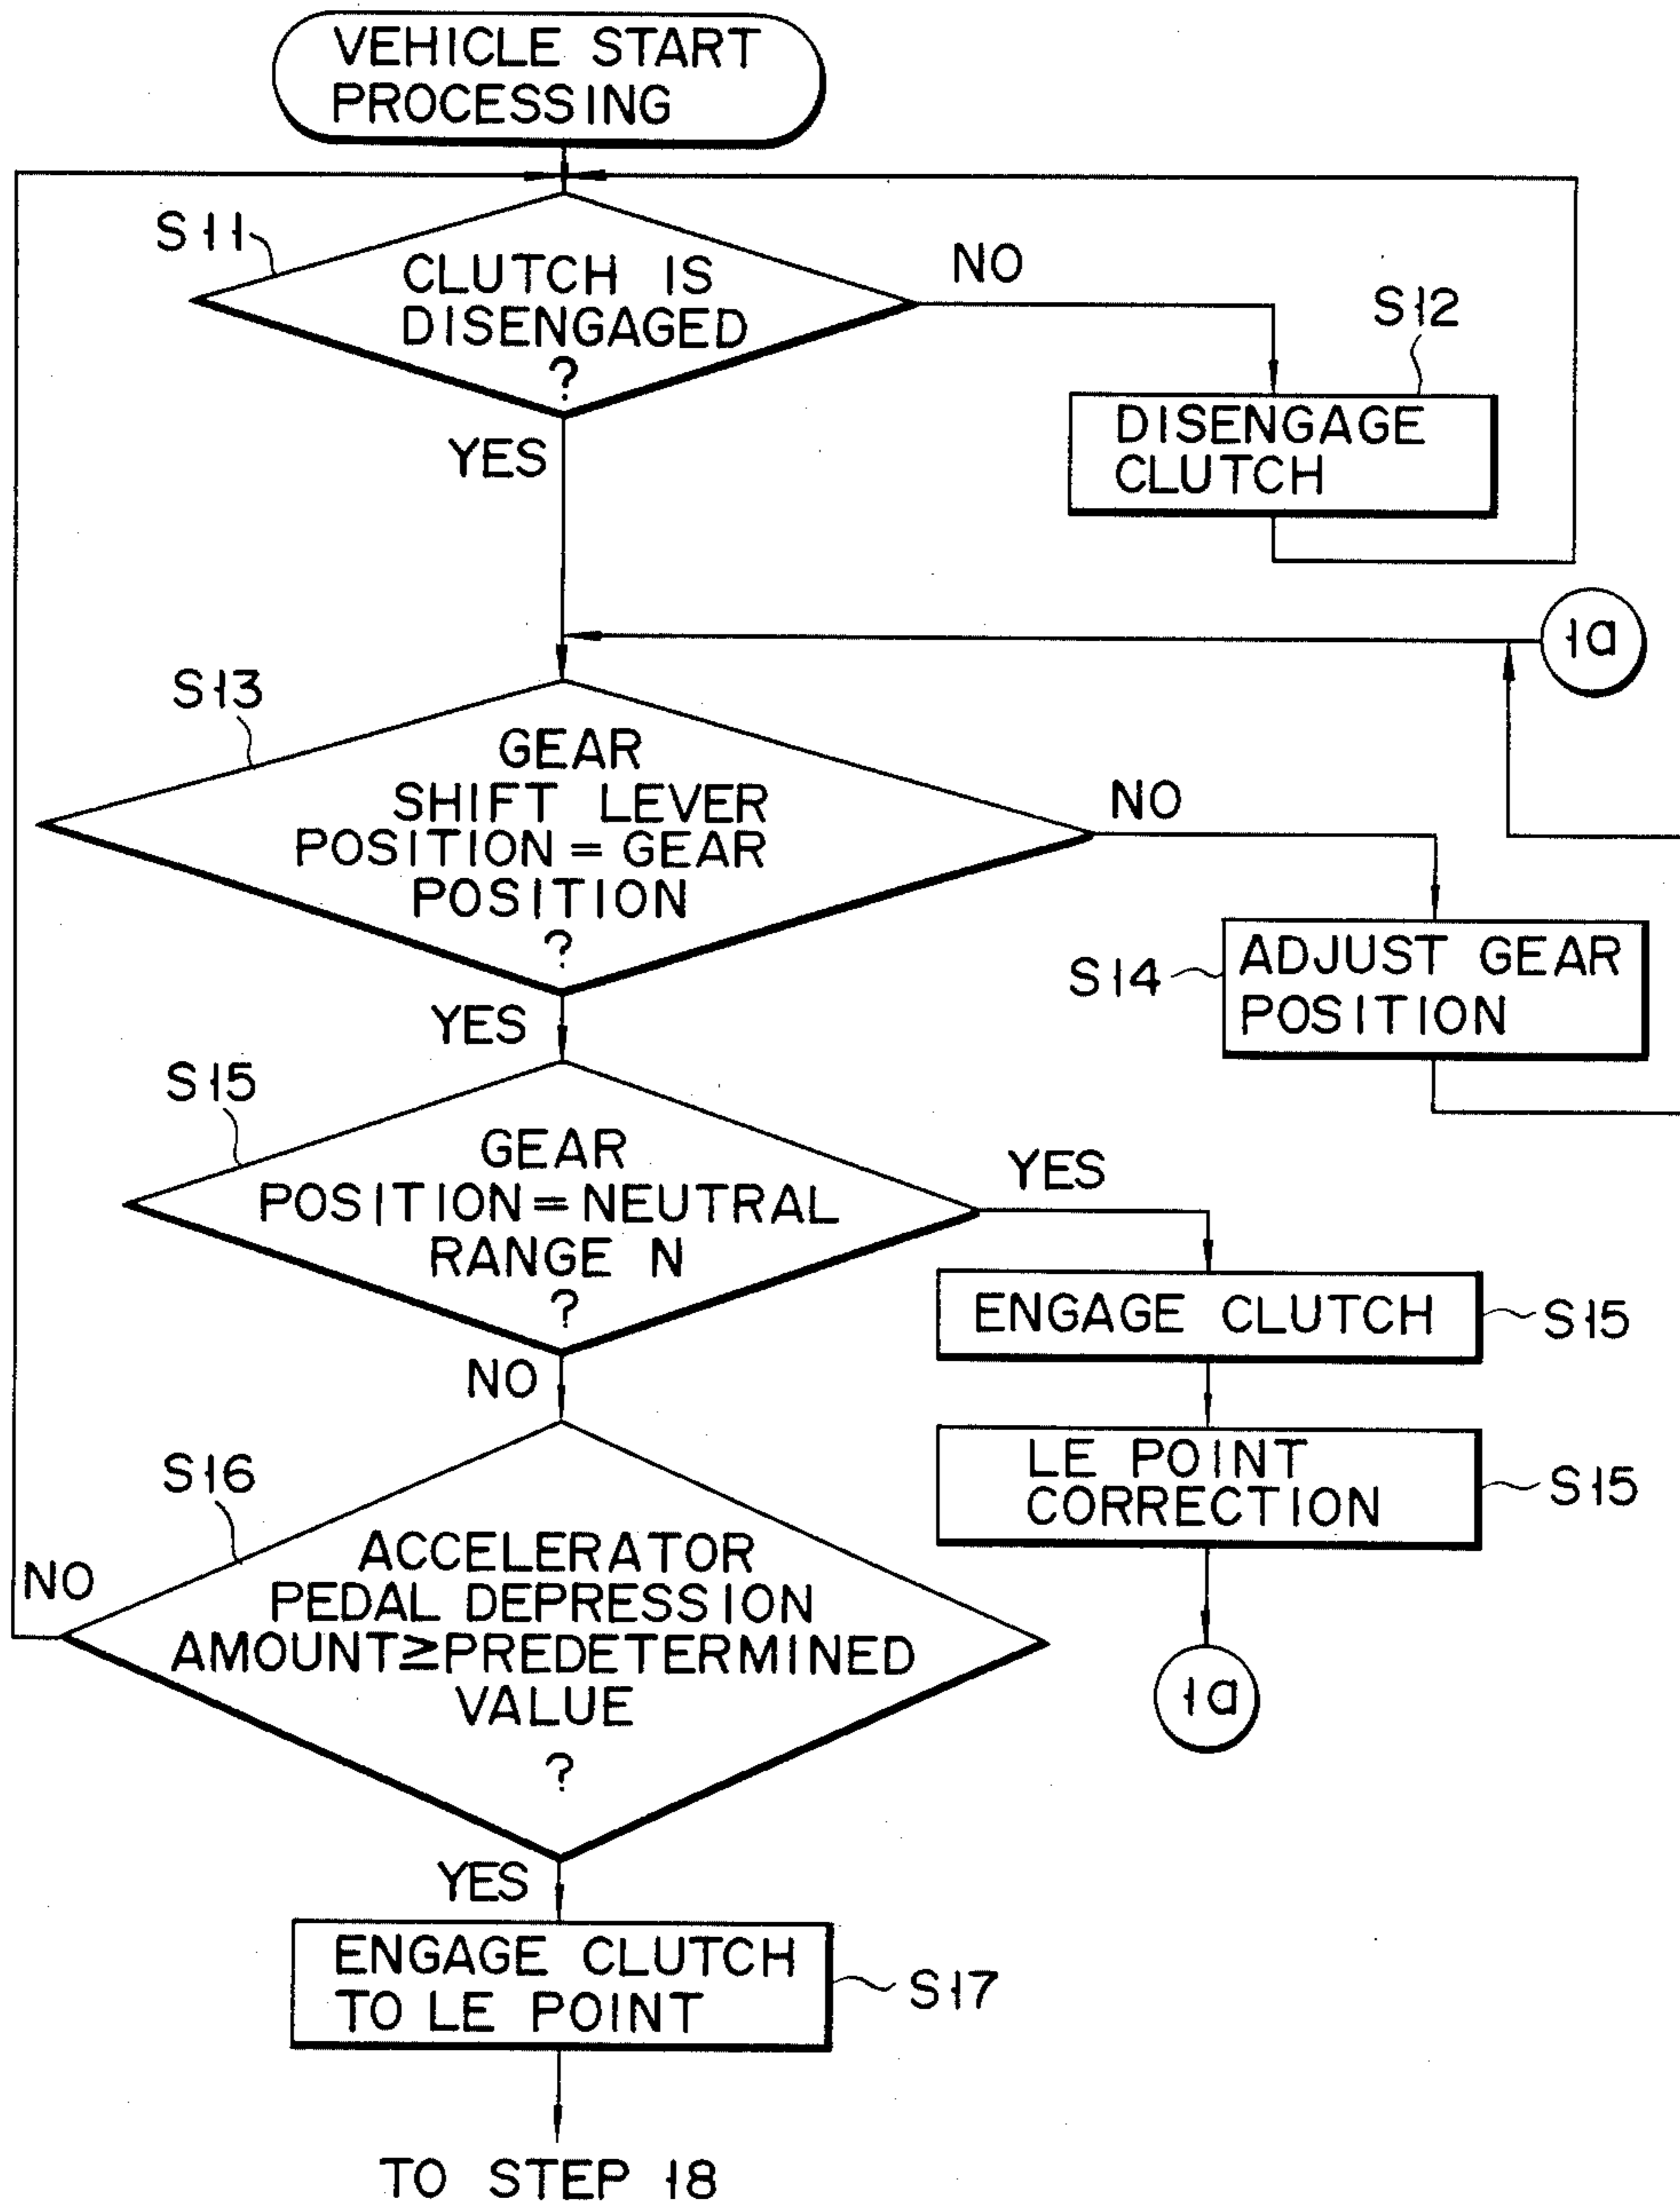 VEHICLE START
PROCESSING
S11
CLUTCH IS
DISENGAGED
?
NO
S12
DISENGAGE
CLUTCH
YES
1a
S13
GEAR
SHIFT LEVER
POSITION = GEAR
POSITION
?
NO
S14
ADJUST GEAR
POSITION
YES
S15
GEAR
POSITION = NEUTRAL
RANGE N
?
YES
ENGAGE CLUTCH
S15
NO
LE POINT
CORRECTION
S15
1a
S16
ACCELERATOR
PEDAL DEPRESSION
AMOUNT≥PREDETERMINED
VALUE
?
NO
YES
ENGAGE CLUTCH
TO LE POINT
S17
TO STEP 18